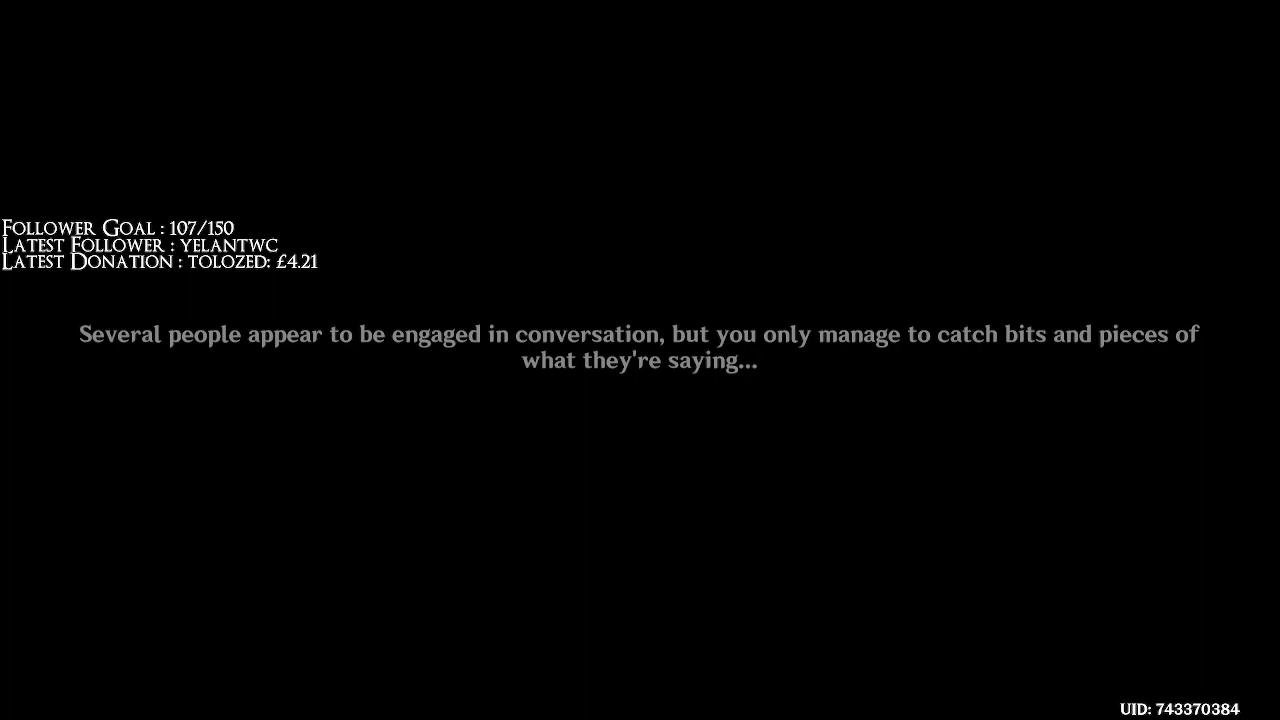 Follower Goal : 107/150
Latest Follower : yelantwc
Latest Donation : tolozed: £4.21
Several people appear to be engaged in conversation, but you only manage to catch bits and pieces of
what they're saying...
UID: 743370384